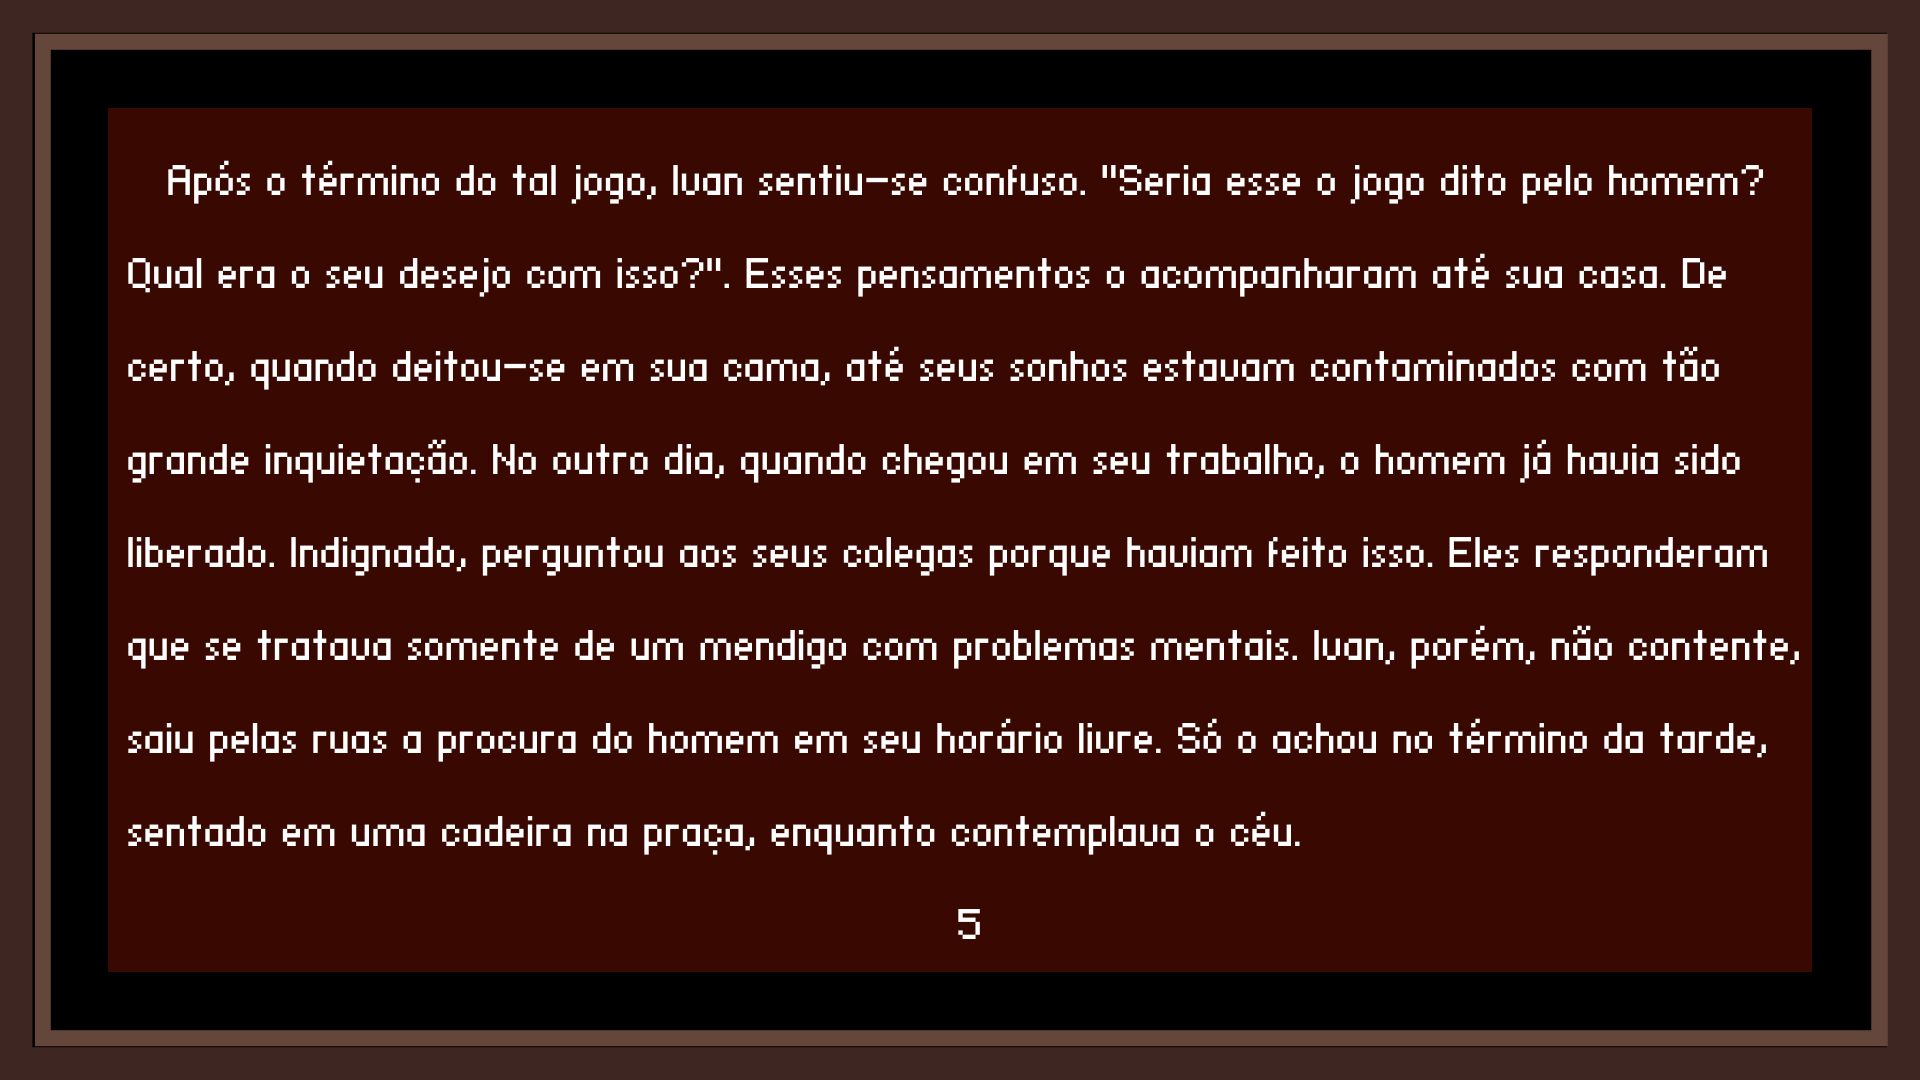 Após o término do tal jogo, Ivan sentiu-se confuso. "Seria esse o jogo dito pelo homem?
Qual era o seu desejo com isso?". Esses pensamentos o acompanharam até sua casa. De
certo, quando deitou-se em sua cama, até seus sonhos estavam contaminados com tão
grande inquietação. No outro dia, quando chegou em seu trabalho, o homem já havia sido
liberado. Indignado, perguntou aos seus colegas porque haviam feito isso. Eles responderam
que se tratava somente de um mendigo com problemas mentais. Ivan, porém, não contente,
saiu pelas ruas a procura do homem em seu horário livre. Só o achou no término da tarde,
sentado em uma cadeira na praça, enquanto contemplava o céu.
5